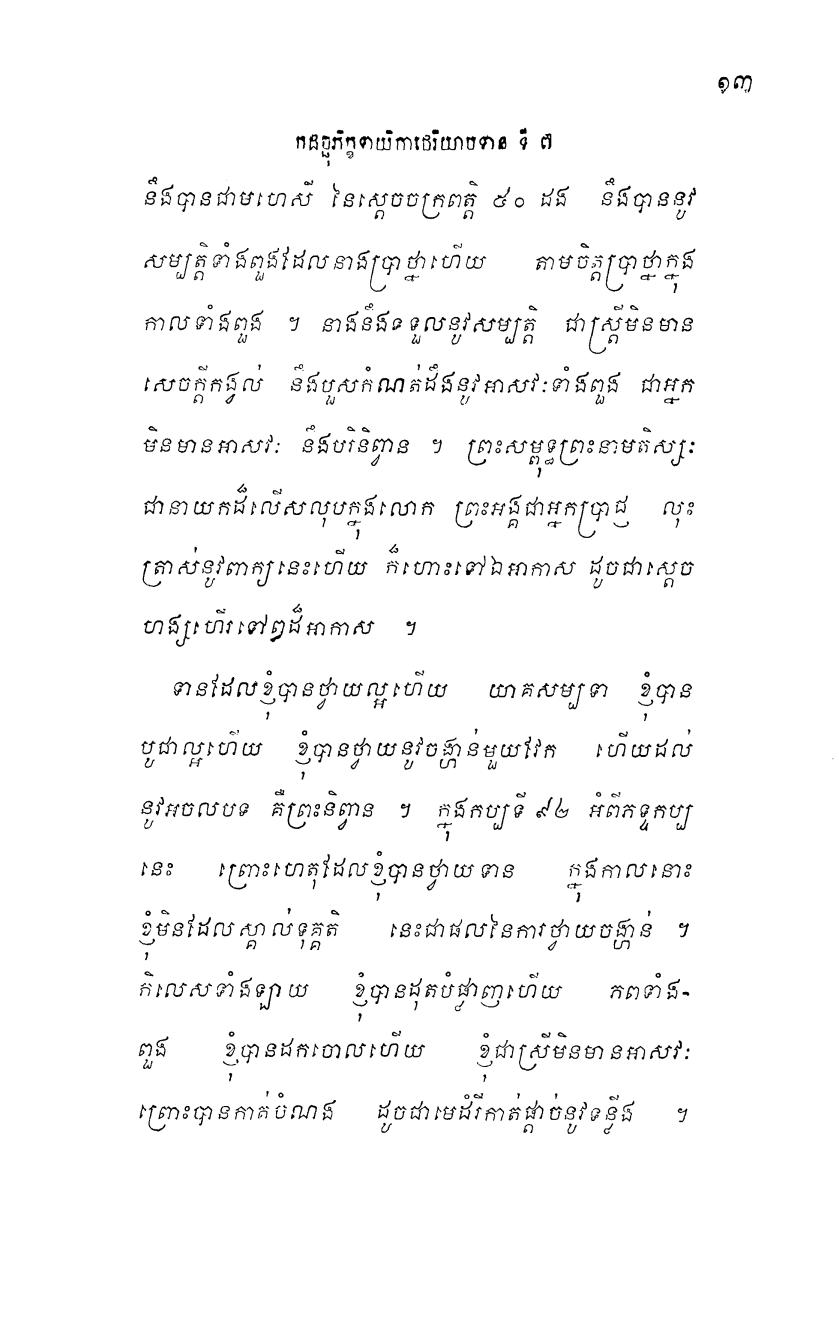 ១៣
កដច្ឆុភិក្ខទាយិកាថេរិយាបទាន ទី ៧
នឹងបានជាមហេសី នៃស្តេចចក្រពត្តិ ៥០ ដង នឹងបាននូវ
សម្បត្តិទាំងពួងដែលនាងប្រាថ្នាហើយ តាមចិត្តប្រាថ្នាក្នុង
កាលទាំងពួង ។ នាងនឹងទទួលនូវសម្បត្តិ ជាស្ត្រីមិនមាន
សេចក្តីកង្វល់ នឹងបួសកំណត់ដឹងនូវអាសវៈទាំងពួង ជាអ្នក
មិនមានអាសវៈ នឹងបរិនិព្វាន ។ ព្រះសម្ពុទ្ធព្រះនាមតិស្សៈ
ជានាយកដ៏លើសលុបក្នុងលោក ព្រះអង្គជាអ្នកប្រាជ្ញ លុះ
ត្រាស់នូវពាក្យនេះហើយ ក៏ហោះទៅឯអាកាស ដូចជាស្តេច
ហង្សហើរទៅឰដ៏អាកាស ។
ទានដែលខ្ញុំបានថ្វាយល្អហើយ យាគសម្បទា ខ្ញុំបាន
បូជាល្អហើយ ខ្ញុំបានថ្វាយនូវចង្ហាន់មួយវែក ហើយដល់
នូវអចលបទ គឺព្រះនិព្វាន ។ ក្នុងកប្បទី ៩២ អំពីភទ្ទកប្ប
នេះ ព្រោះហេតុដែលខ្ញុំបានថ្វាយទាន ក្នុងកាលនោះ
ខ្ញុំមិនដែលស្គាល់ទុគ្គតិ នេះជាផលនៃការថ្វាយចង្ហាន់ ។
កិលេសទាំងឡាយ ខ្ញុំបានដុតបំផ្លាញហើយ ភពទាំង-
ពួង ខ្ញុំបានដកចោលហើយ ខ្ញុំជាស្រីមិនមានអាសវៈ
ព្រោះបានកាត់ចំណង ដូចជាមេដំរីកាត់ផ្តាច់នូវទន្លីង ។